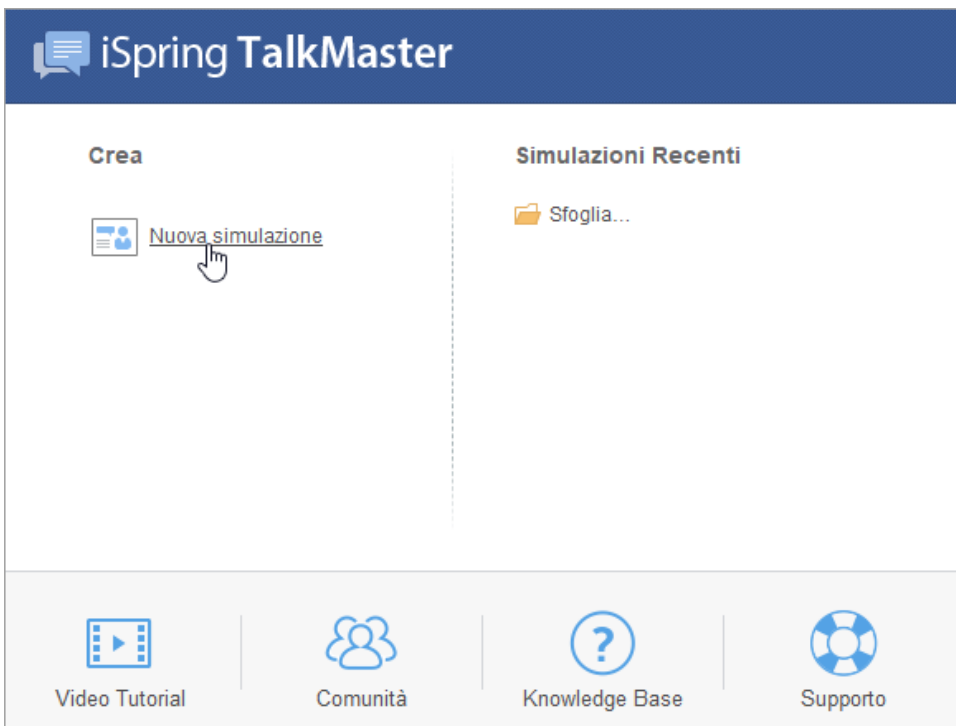 iSpring TalkMaster
Crea
Nuova simulazione
Simulazioni Recenti
Sfoglia...
Video Tutorial
Comunità
Knowledge Base
Supporto